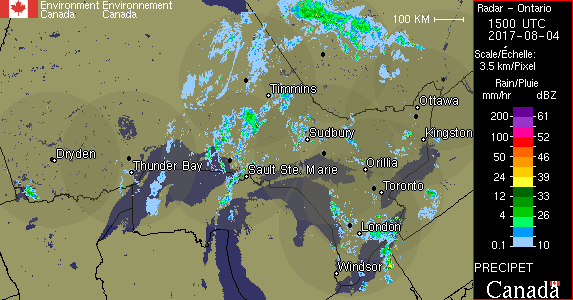 Environment Environnement
Canada Canada
100 KM
Timmins
Ottawa
Sudbury
Kingston
Dryden
Thunder Bay
Sault Ste. Marie
Orillia
Toronto
London
Windsor
Radar - Ontario
1500 UTC
2017-08-04
Scale/Échelle:
3.5 km/Pixel
Rain/Pluie
mm/hr dBZ
200 61
100 52
50 46
24 39
12 33
4 26
0.1 10
PRECIPET
Canada